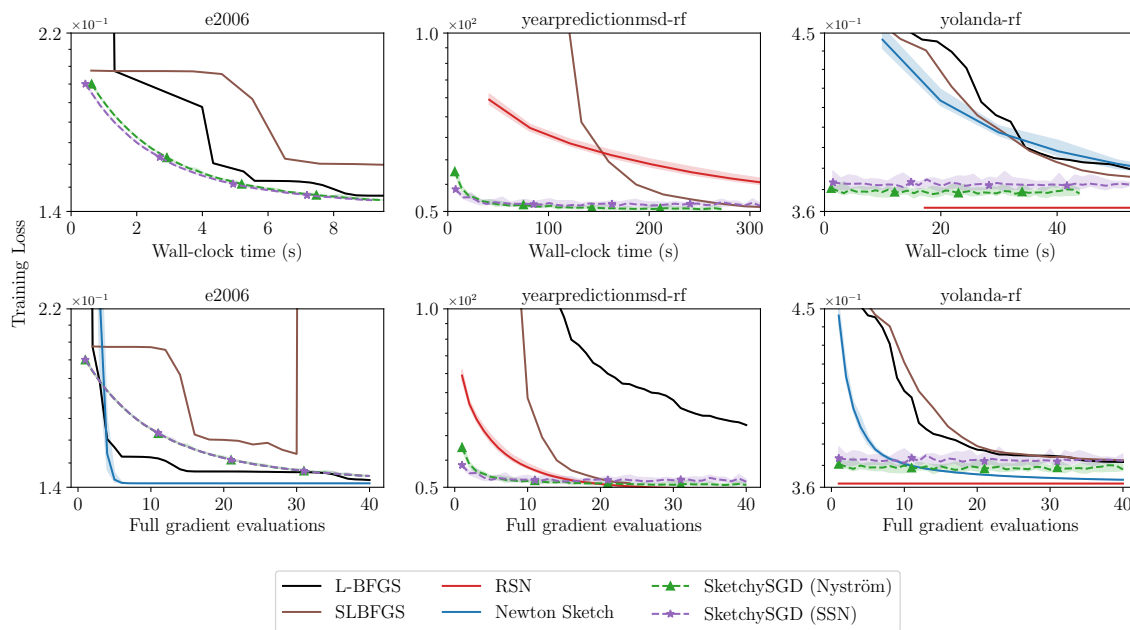 e2006
yearpredictionmsd-rf
yolanda-rf
×10⁻¹
×10²
×10⁻¹
2.2
1.0
4.5
1.4
0.5
3.6
0 2 4 6 8
0 100 200 300
0 20 40
Wall-clock time (s)
Wall-clock time (s)
Wall-clock time (s)
Training Loss
e2006
yearpredictionmsd-rf
yolanda-rf
×10⁻¹
×10²
×10⁻¹
2.2
1.0
4.5
1.4
0.5
3.6
0 10 20 30 40
0 10 20 30 40
0 10 20 30 40
Full gradient evaluations
Full gradient evaluations
Full gradient evaluations
L-BFGS
SLBFGS
RSN
Newton Sketch
SketchySGD (Nyström)
SketchySGD (SSN)